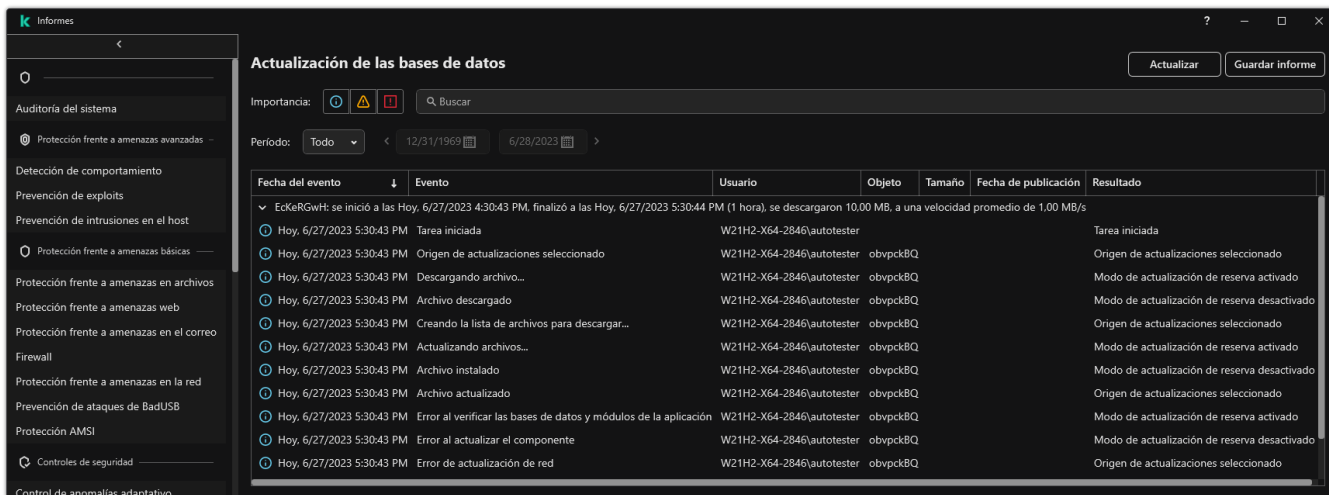 Informes
?
Auditoría del sistema
Protección frente a amenazas avanzadas
Detección de comportamiento
Prevención de exploits
Prevención de intrusiones en el host
Protección frente a amenazas básicas
Protección frente a amenazas en archivos
Protección frente a amenazas web
Protección frente a amenazas en el correo
Firewall
Protección frente a amenazas en la red
Prevención de ataques de BadUSB
Protección AMSI
Controles de seguridad
Control de anomalías adaptativo
Actualización de las bases de datos
Actualizar Guardar informe
Importancia: Buscar
Período: Todo 12/31/1969 6/28/2023
Fecha del evento Evento Usuario Objeto Tamaño Fecha de publicación Resultado
EcKeRGwH: se inició a las Hoy, 6/27/2023 4:30:43 PM, finalizó a las Hoy, 6/27/2023 5:30:44 PM (1 hora), se descargaron 10,00 MB, a una velocidad promedio de 1,00 MB/s
Hoy, 6/27/2023 5:30:43 PM Tarea iniciada W21H2-X64-2846\autotester Tarea iniciada
Hoy, 6/27/2023 5:30:43 PM Origen de actualizaciones seleccionado W21H2-X64-2846\autotester obvpckBQ Origen de actualizaciones seleccionado
Hoy, 6/27/2023 5:30:43 PM Descargando archivo... W21H2-X64-2846\autotester obvpckBQ Modo de actualización de reserva activado
Hoy, 6/27/2023 5:30:43 PM Archivo descargado W21H2-X64-2846\autotester obvpckBQ Modo de actualización de reserva desactivado
Hoy, 6/27/2023 5:30:43 PM Creando la lista de archivos para descargar... W21H2-X64-2846\autotester obvpckBQ Origen de actualizaciones seleccionado
Hoy, 6/27/2023 5:30:43 PM Actualizando archivos... W21H2-X64-2846\autotester obvpckBQ Modo de actualización de reserva activado
Hoy, 6/27/2023 5:30:43 PM Archivo instalado W21H2-X64-2846\autotester obvpckBQ Modo de actualización de reserva desactivado
Hoy, 6/27/2023 5:30:43 PM Archivo actualizado W21H2-X64-2846\autotester obvpckBQ Origen de actualizaciones seleccionado
Hoy, 6/27/2023 5:30:43 PM Error al verificar las bases de datos y módulos de la aplicación W21H2-X64-2846\autotester obvpckBQ Modo de actualización de reserva activado
Hoy, 6/27/2023 5:30:43 PM Error al actualizar el componente W21H2-X64-2846\autotester obvpckBQ Modo de actualización de reserva desactivado
Hoy, 6/27/2023 5:30:43 PM Error de actualización de red W21H2-X64-2846\autotester obvpckBQ Origen de actualizaciones seleccionado